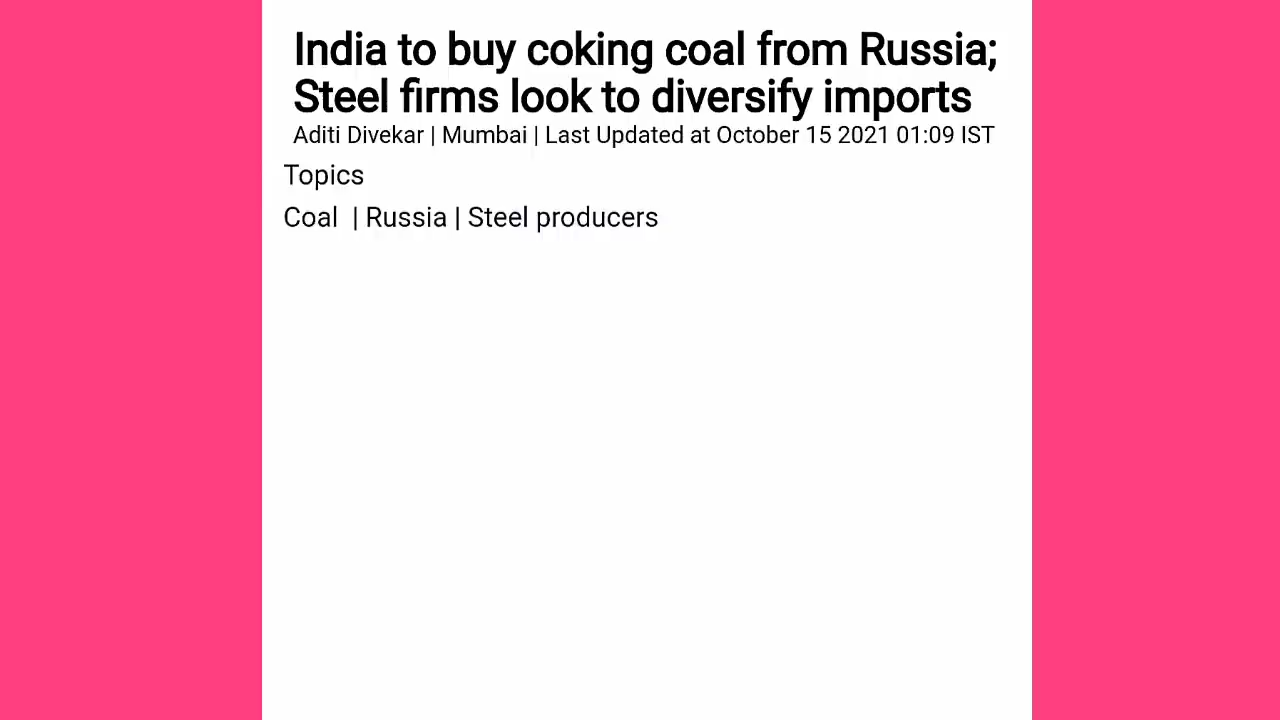 India to buy coking coal from Russia;
Steel firms look to diversify imports
Aditi Divekar | Mumbai | Last Updated at October 15 2021 01:09 IST
Topics
Coal | Russia | Steel producers